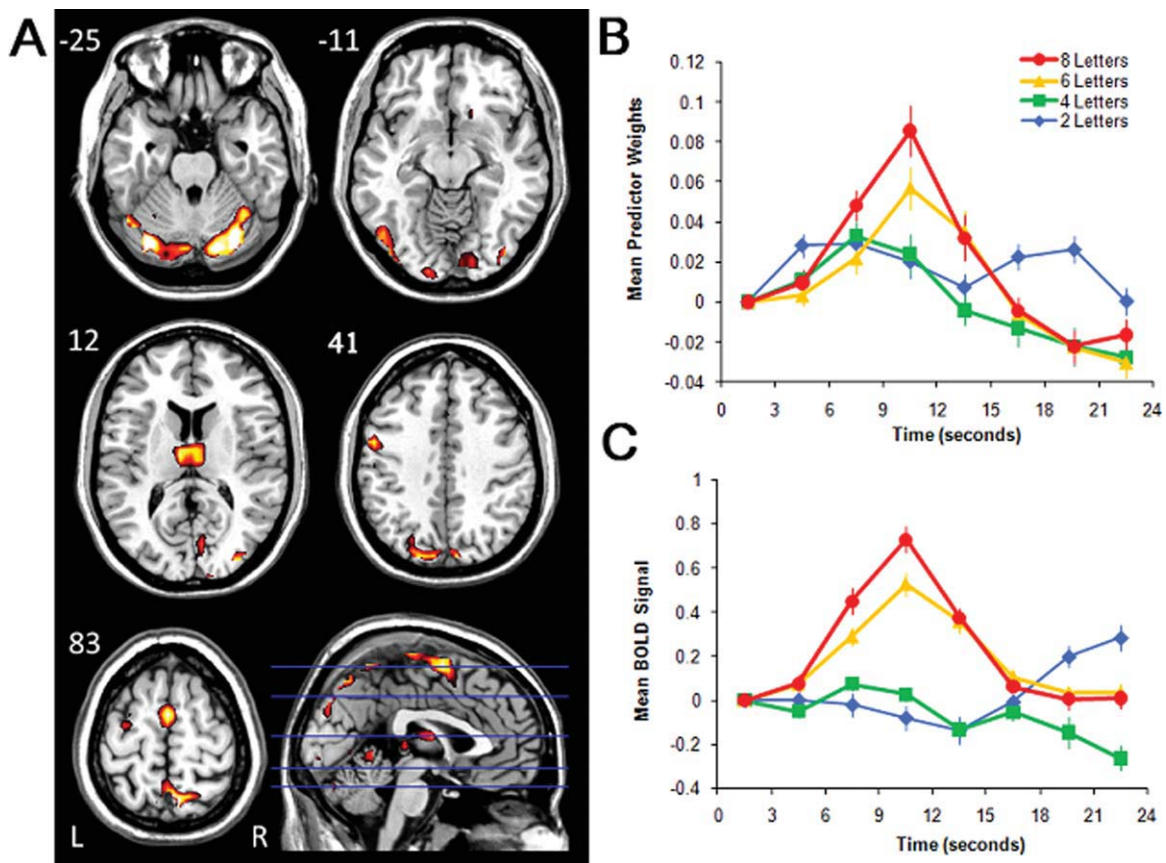 A
-25
-11
12
41
83
L
R
B
8 Letters
6 Letters
4 Letters
2 Letters
0.12
0.1
0.08
0.06
0.04
0.02
0
-0.02
-0.04
Mean Predictor Weights
0 3 6 9 12 15 18 21 24
Time (seconds)
C
1
0.8
0.6
0.4
0.2
0
-0.2
-0.4
Mean BOLD Signal
0 3 6 9 12 15 18 21 24
Time (seconds)